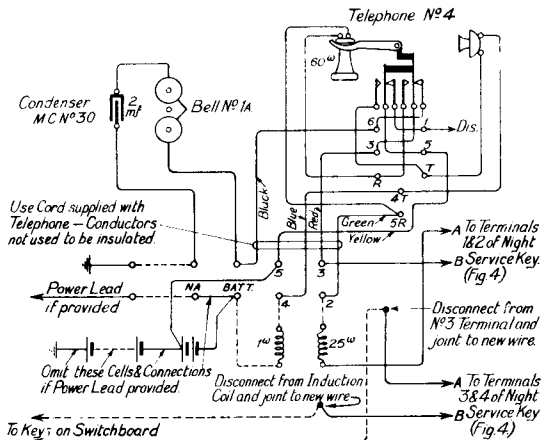 Telephone Nº4
60ω
Condenser
MC Nº30
2
mf
Bell Nº1A
6
1
Dis.
3
5
R
T
4T
5R
Black
Blue
Red
Green
Yellow
Use Cord supplied with
Telephone – Conductors
not used to be insulated.
5
3
A To Terminals
1&2 of Night
B Service Key
(Fig.4)
Power Lead
if provided
NA
BATT.
4
2
Disconnect from
Nº3 Terminal and
joint to new wire.
1ω
25ω
Omit these Cells & Connections
if Power Lead provided.
Disconnect from Induction
Coil and joint to new wire
A To Terminals
3&4 of Night
B Service Key
(Fig.4)
To Keys on Switchboard